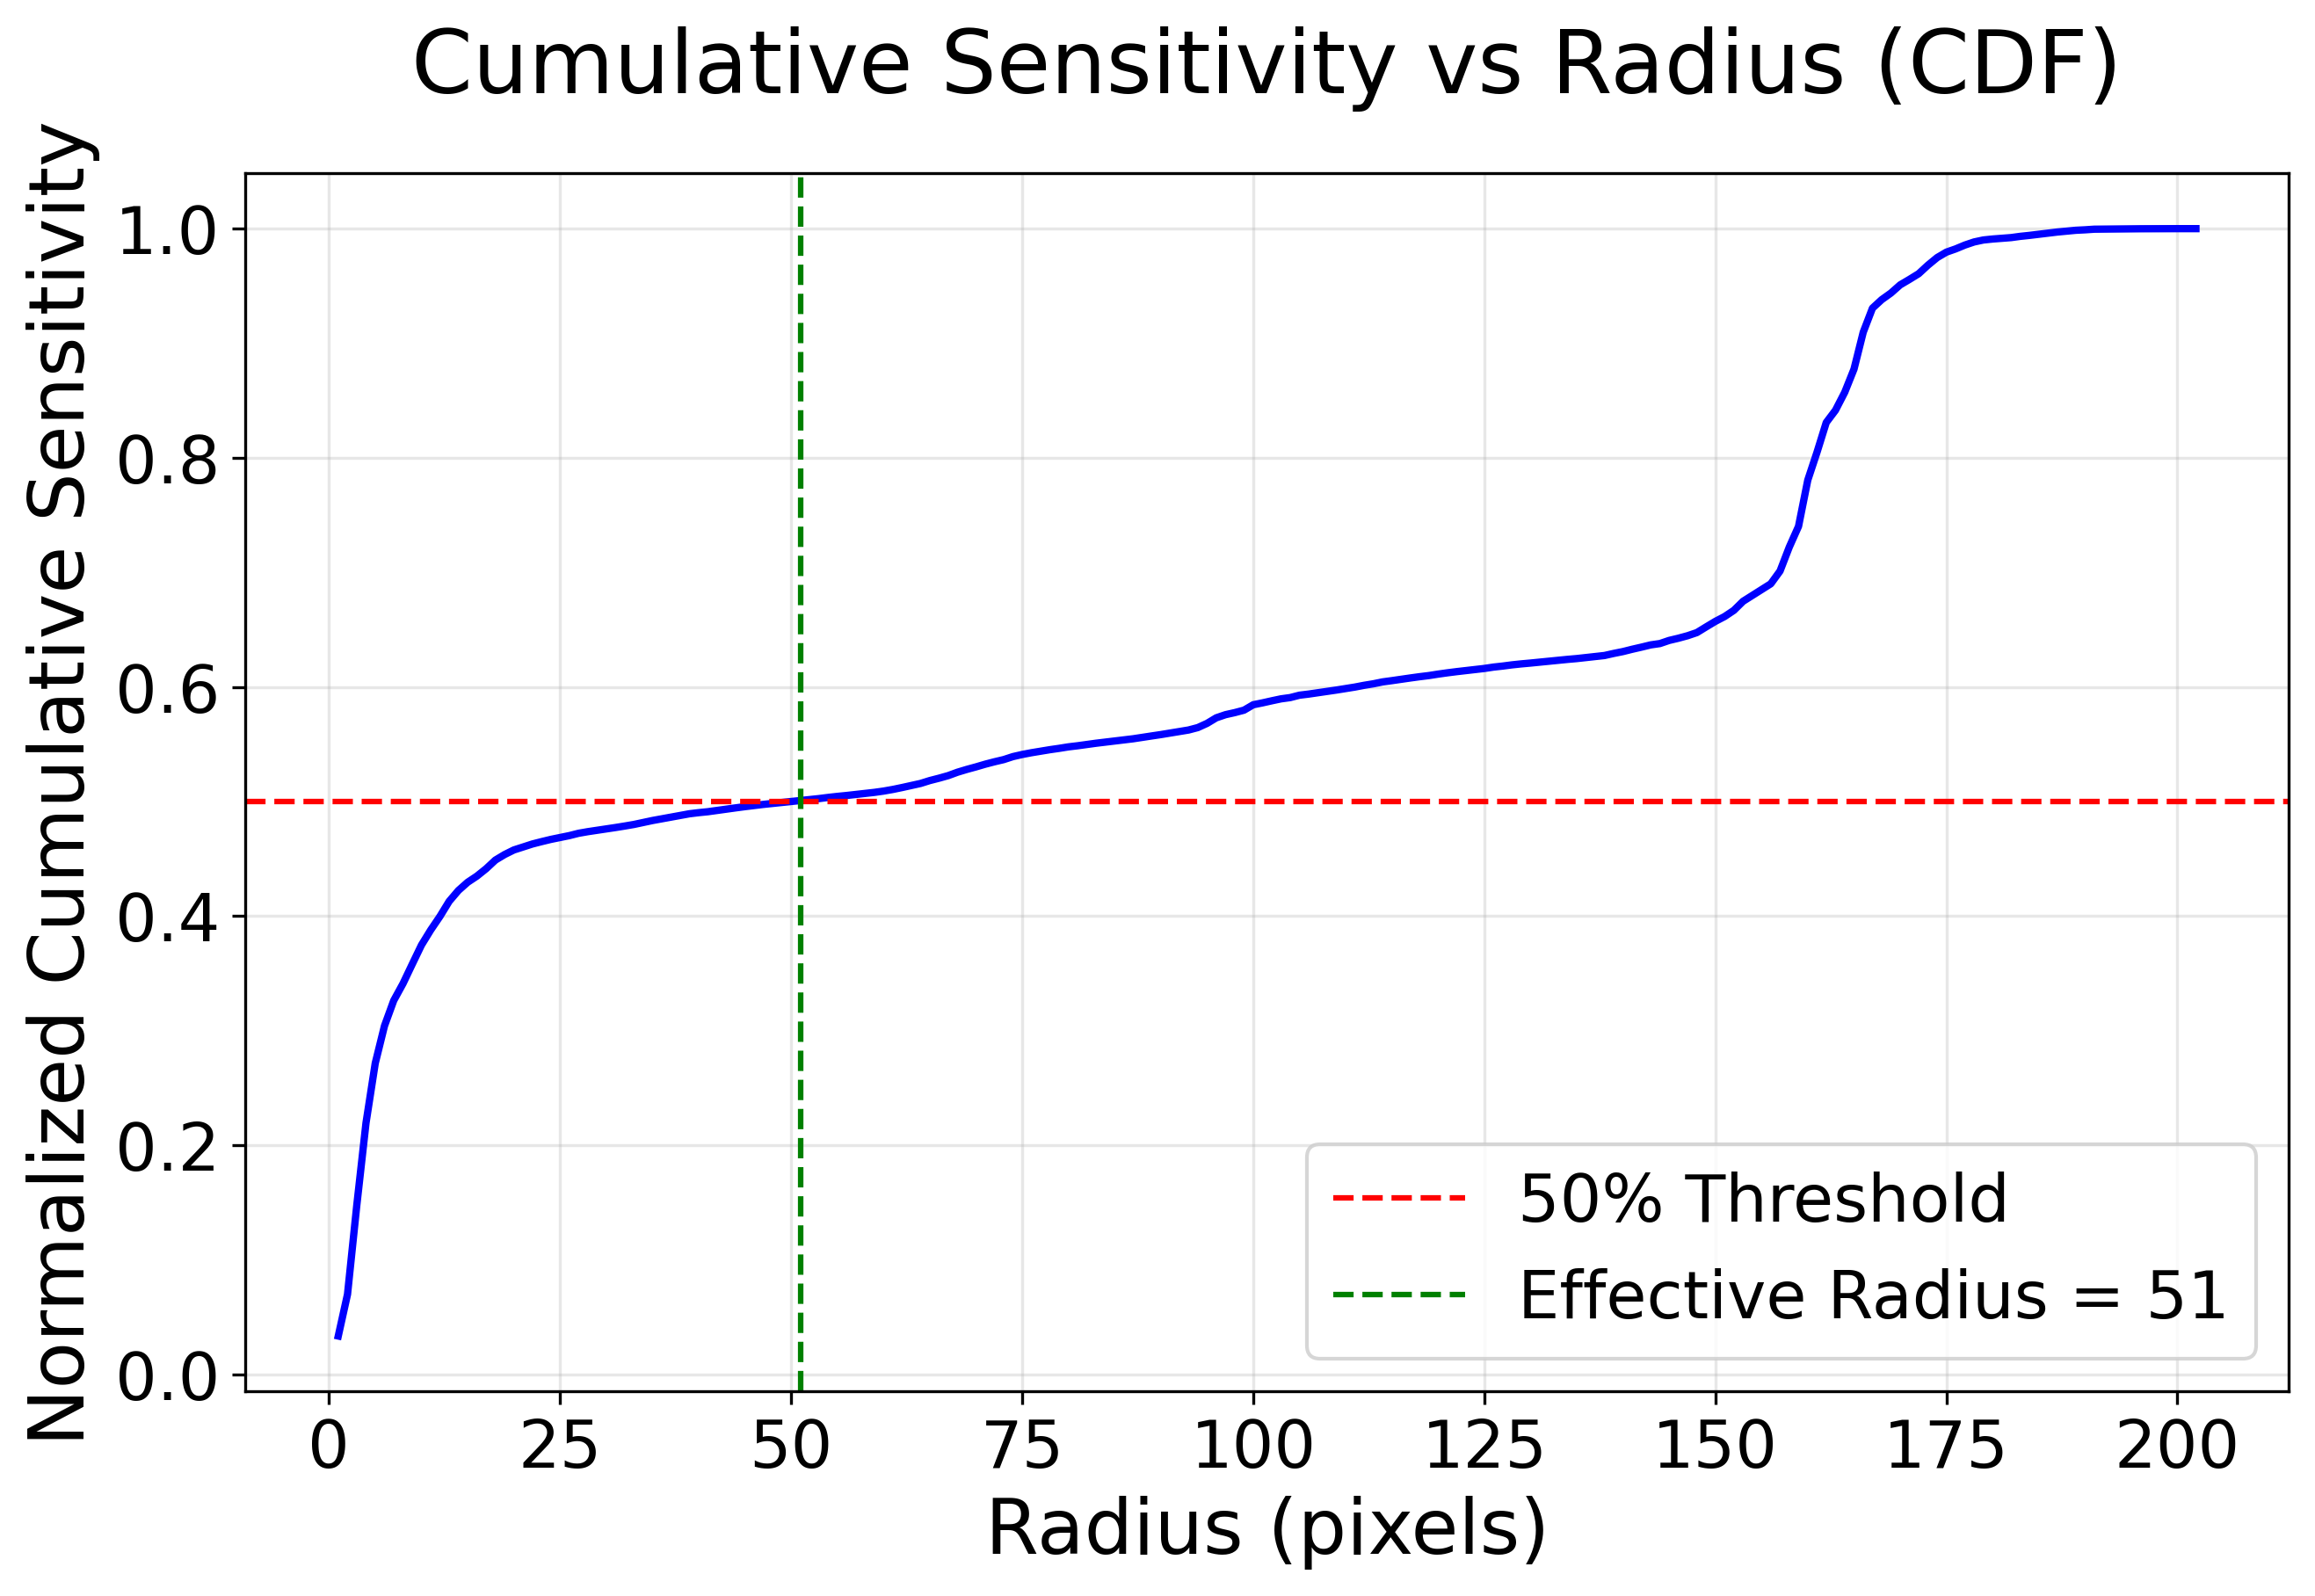 Cumulative Sensitivity vs Radius (CDF)
Normalized Cumulative Sensitivity
1.0
0.8
0.6
0.4
0.2
0.0
50% Threshold
Effective Radius = 51
0 25 50 75 100 125 150 175 200
Radius (pixels)